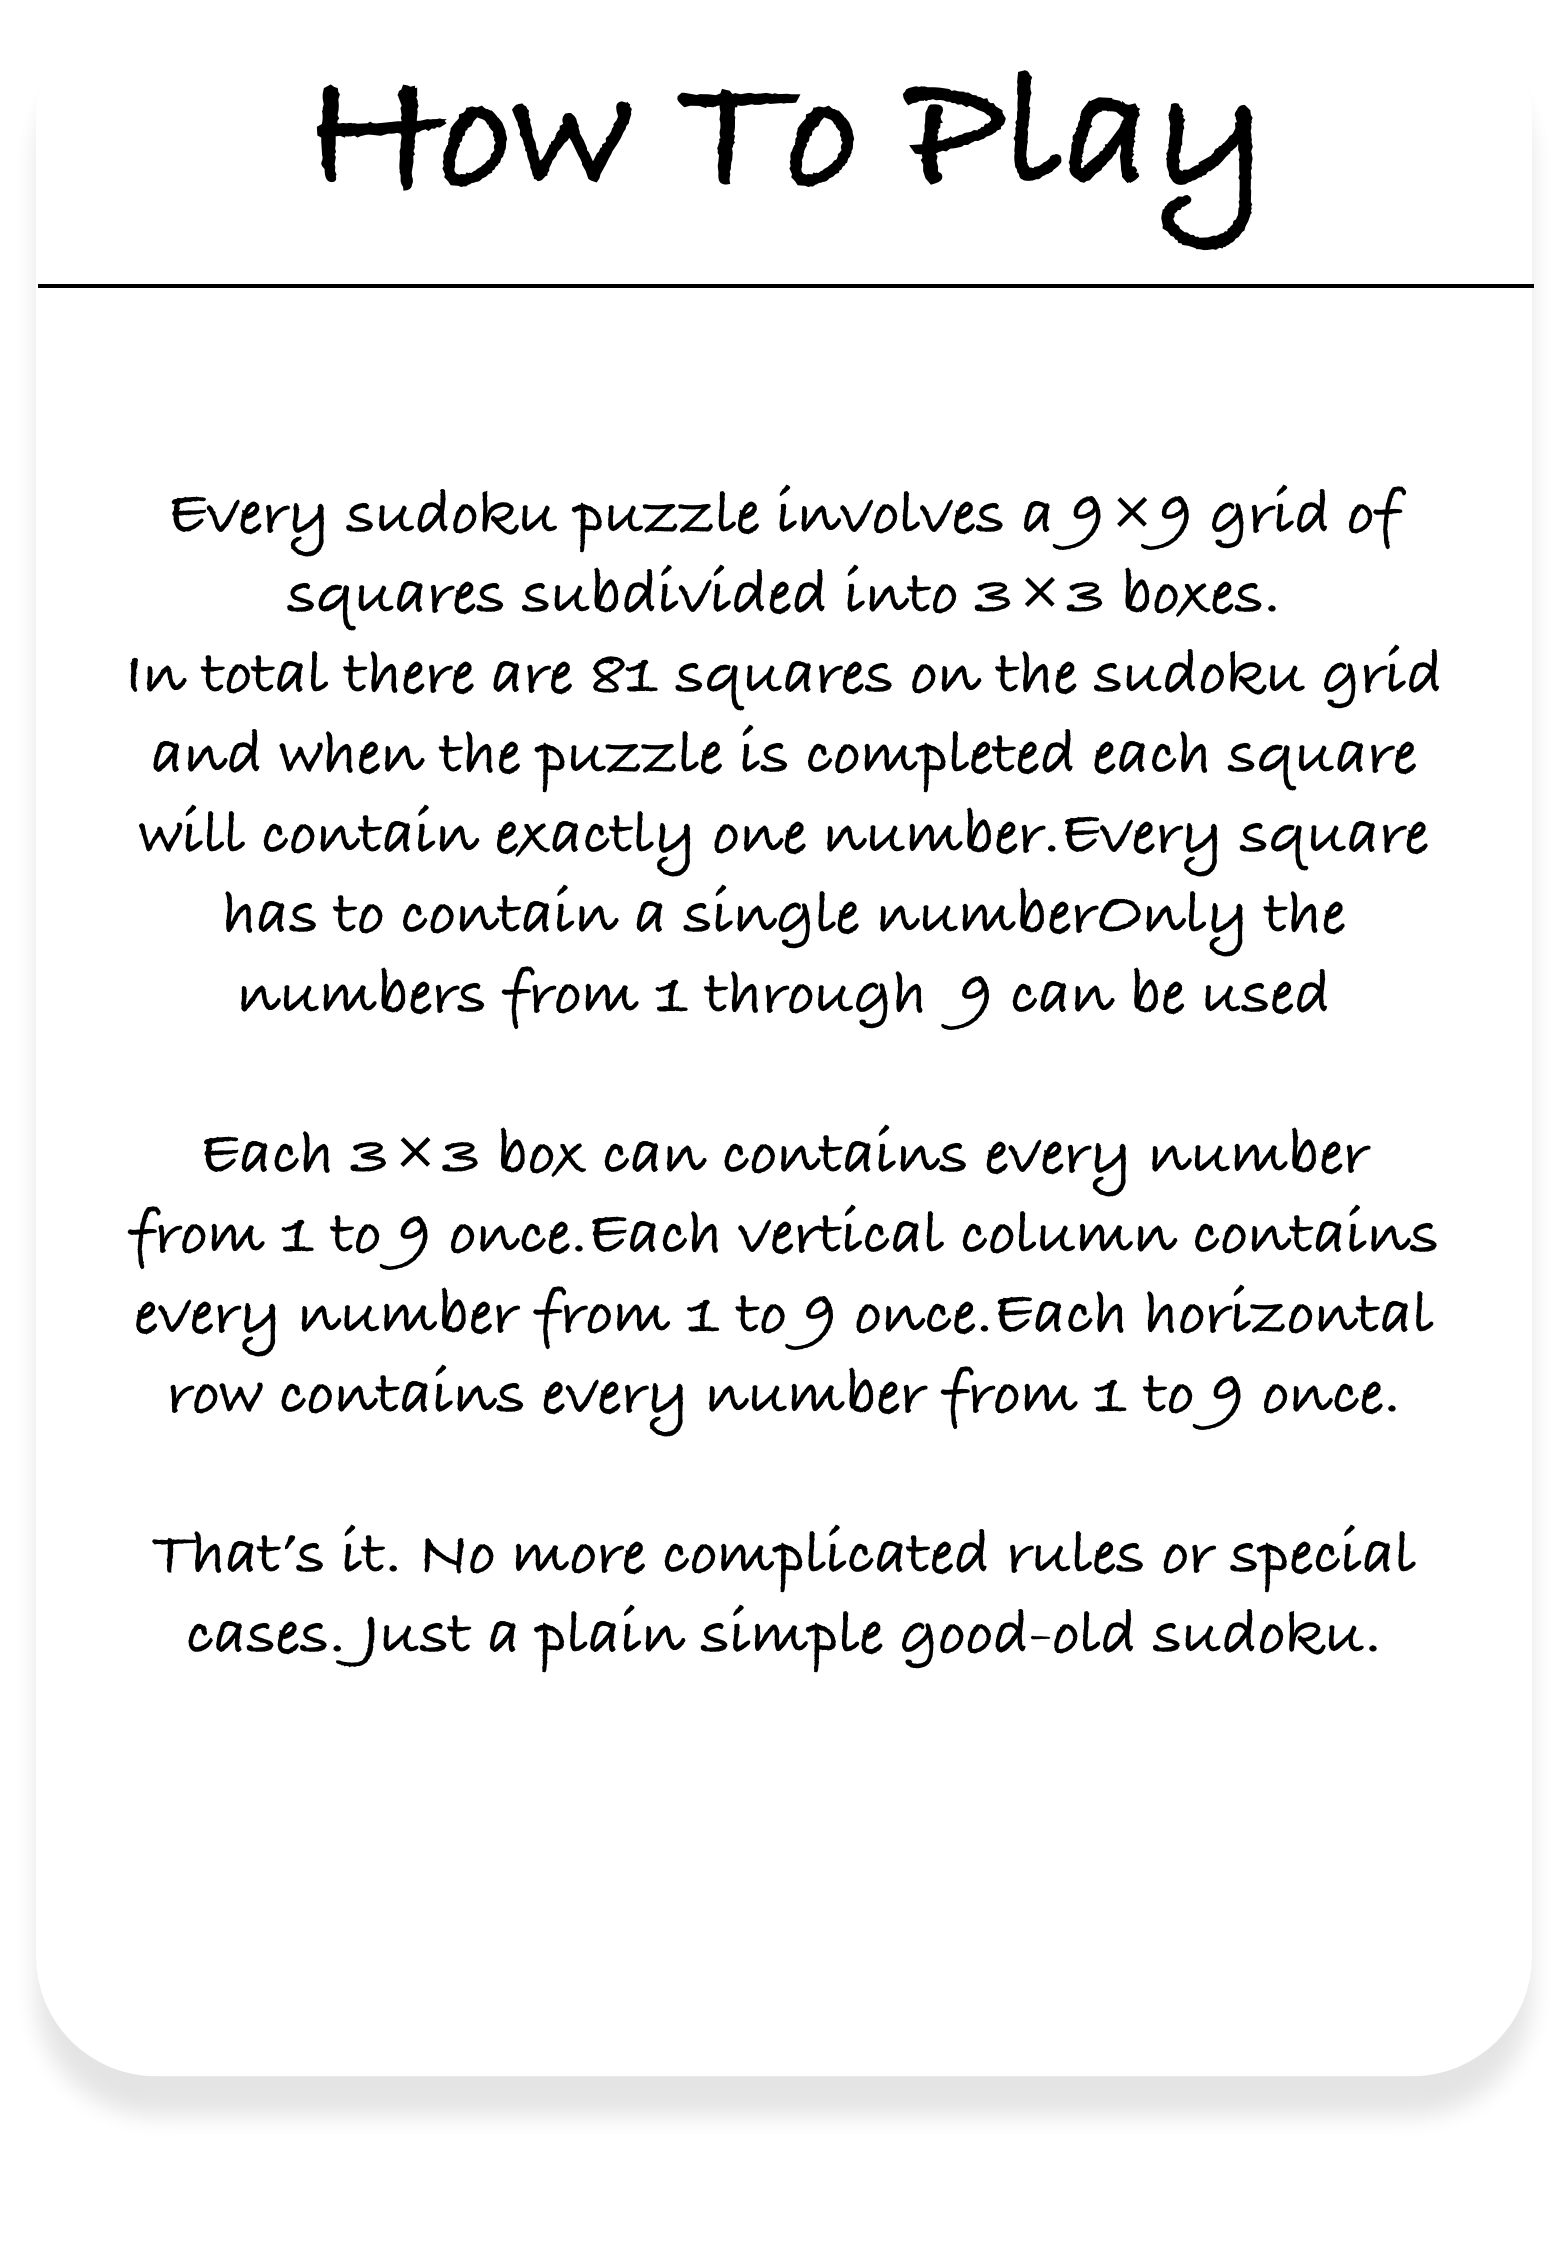 How To Play
Every sudoku puzzle involves a 9×9 grid of
squares subdivided into 3×3 boxes.
In total there are 81 squares on the sudoku grid
and when the puzzle is completed each square
will contain exactly one number.Every square
has to contain a single numberOnly the
numbers from 1 through  9 can be used
Each 3×3 box can contains every number
from 1 to 9 once.Each vertical column contains
every number from 1 to 9 once.Each horizontal
row contains every number from 1 to 9 once.
That's it. No more complicated rules or special
cases. Just a plain simple good-old sudoku.